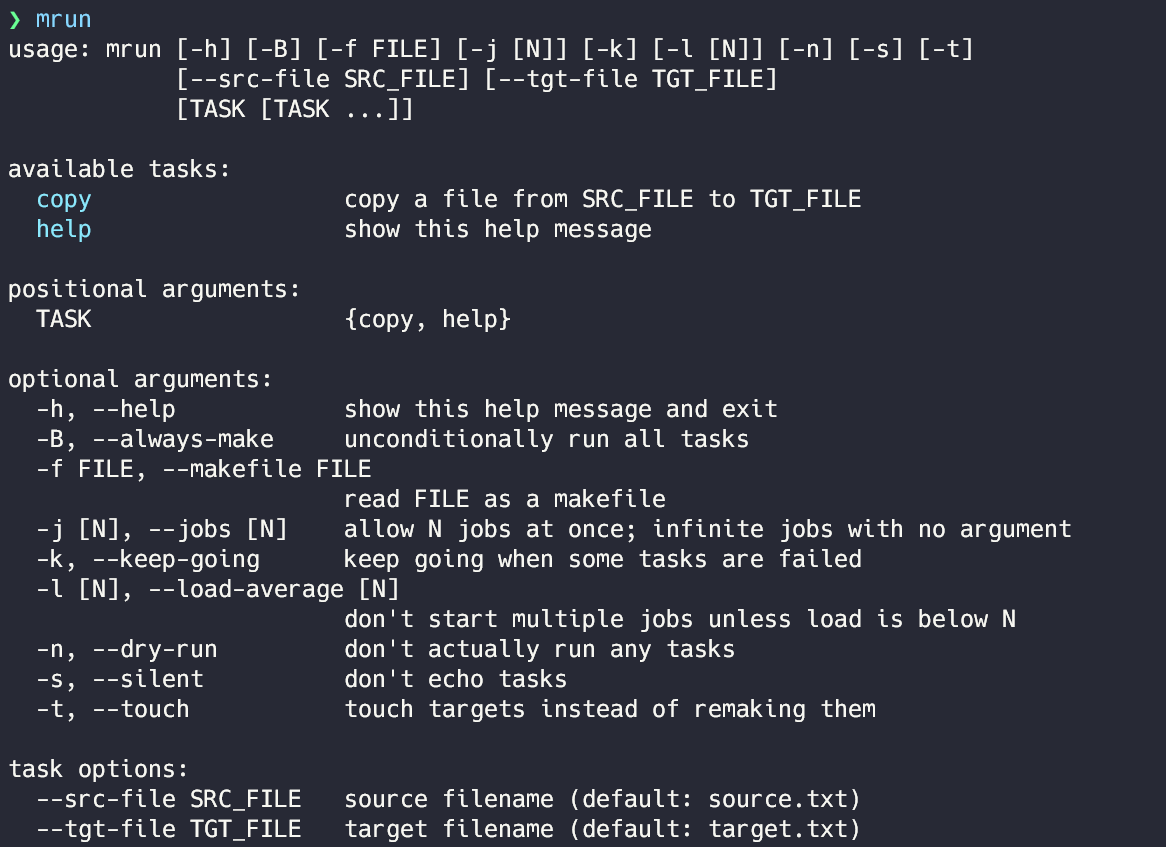 ❯ mrun
usage: mrun [-h] [-B] [-f FILE] [-j [N]] [-k] [-l [N]] [-n] [-s] [-t]
            [--src-file SRC_FILE] [--tgt-file TGT_FILE]
            [TASK [TASK ...]]

available tasks:
  copy                  copy a file from SRC_FILE to TGT_FILE
  help                  show this help message

positional arguments:
  TASK                  {copy, help}

optional arguments:
  -h, --help            show this help message and exit
  -B, --always-make     unconditionally run all tasks
  -f FILE, --makefile FILE
                        read FILE as a makefile
  -j [N], --jobs [N]    allow N jobs at once; infinite jobs with no argument
  -k, --keep-going      keep going when some tasks are failed
  -l [N], --load-average [N]
                        don't start multiple jobs unless load is below N
  -n, --dry-run         don't actually run any tasks
  -s, --silent          don't echo tasks
  -t, --touch           touch targets instead of remaking them

task options:
  --src-file SRC_FILE   source filename (default: source.txt)
  --tgt-file TGT_FILE   target filename (default: target.txt)